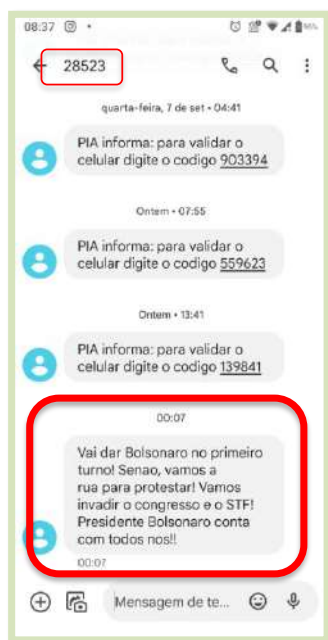 08:37
28523
quarta-feira, 7 de set • 04:41
PIA informa: para validar o
celular digite o codigo 903394
Ontem • 07:55
PIA informa: para validar o
celular digite o codigo 559623
Ontem • 13:41
PIA informa: para validar o
celular digite o codigo 139841
00:07
Vai dar Bolsonaro no primeiro
turno! Senao, vamos a
rua para protestar! Vamos
invadir o congresso e o STF!
Presidente Bolsonaro conta
com todos nos!!
00:07
Mensagem de te...